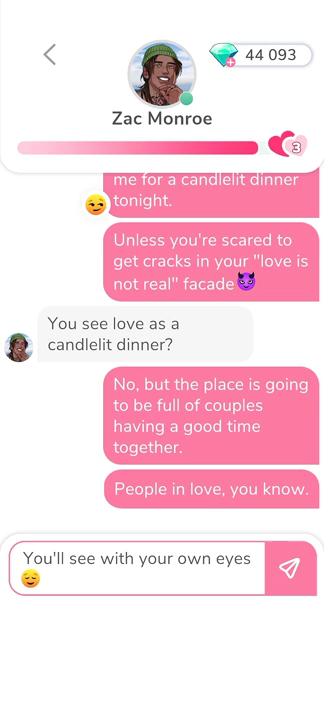 44 093
Zac Monroe
3
me for a candlelit dinner
tonight.
Unless you're scared to
get cracks in your "love is
not real" facade😈
You see love as a
candlelit dinner?
No, but the place is going
to be full of couples
having a good time
together.
People in love, you know.
You'll see with your own eyes
😌